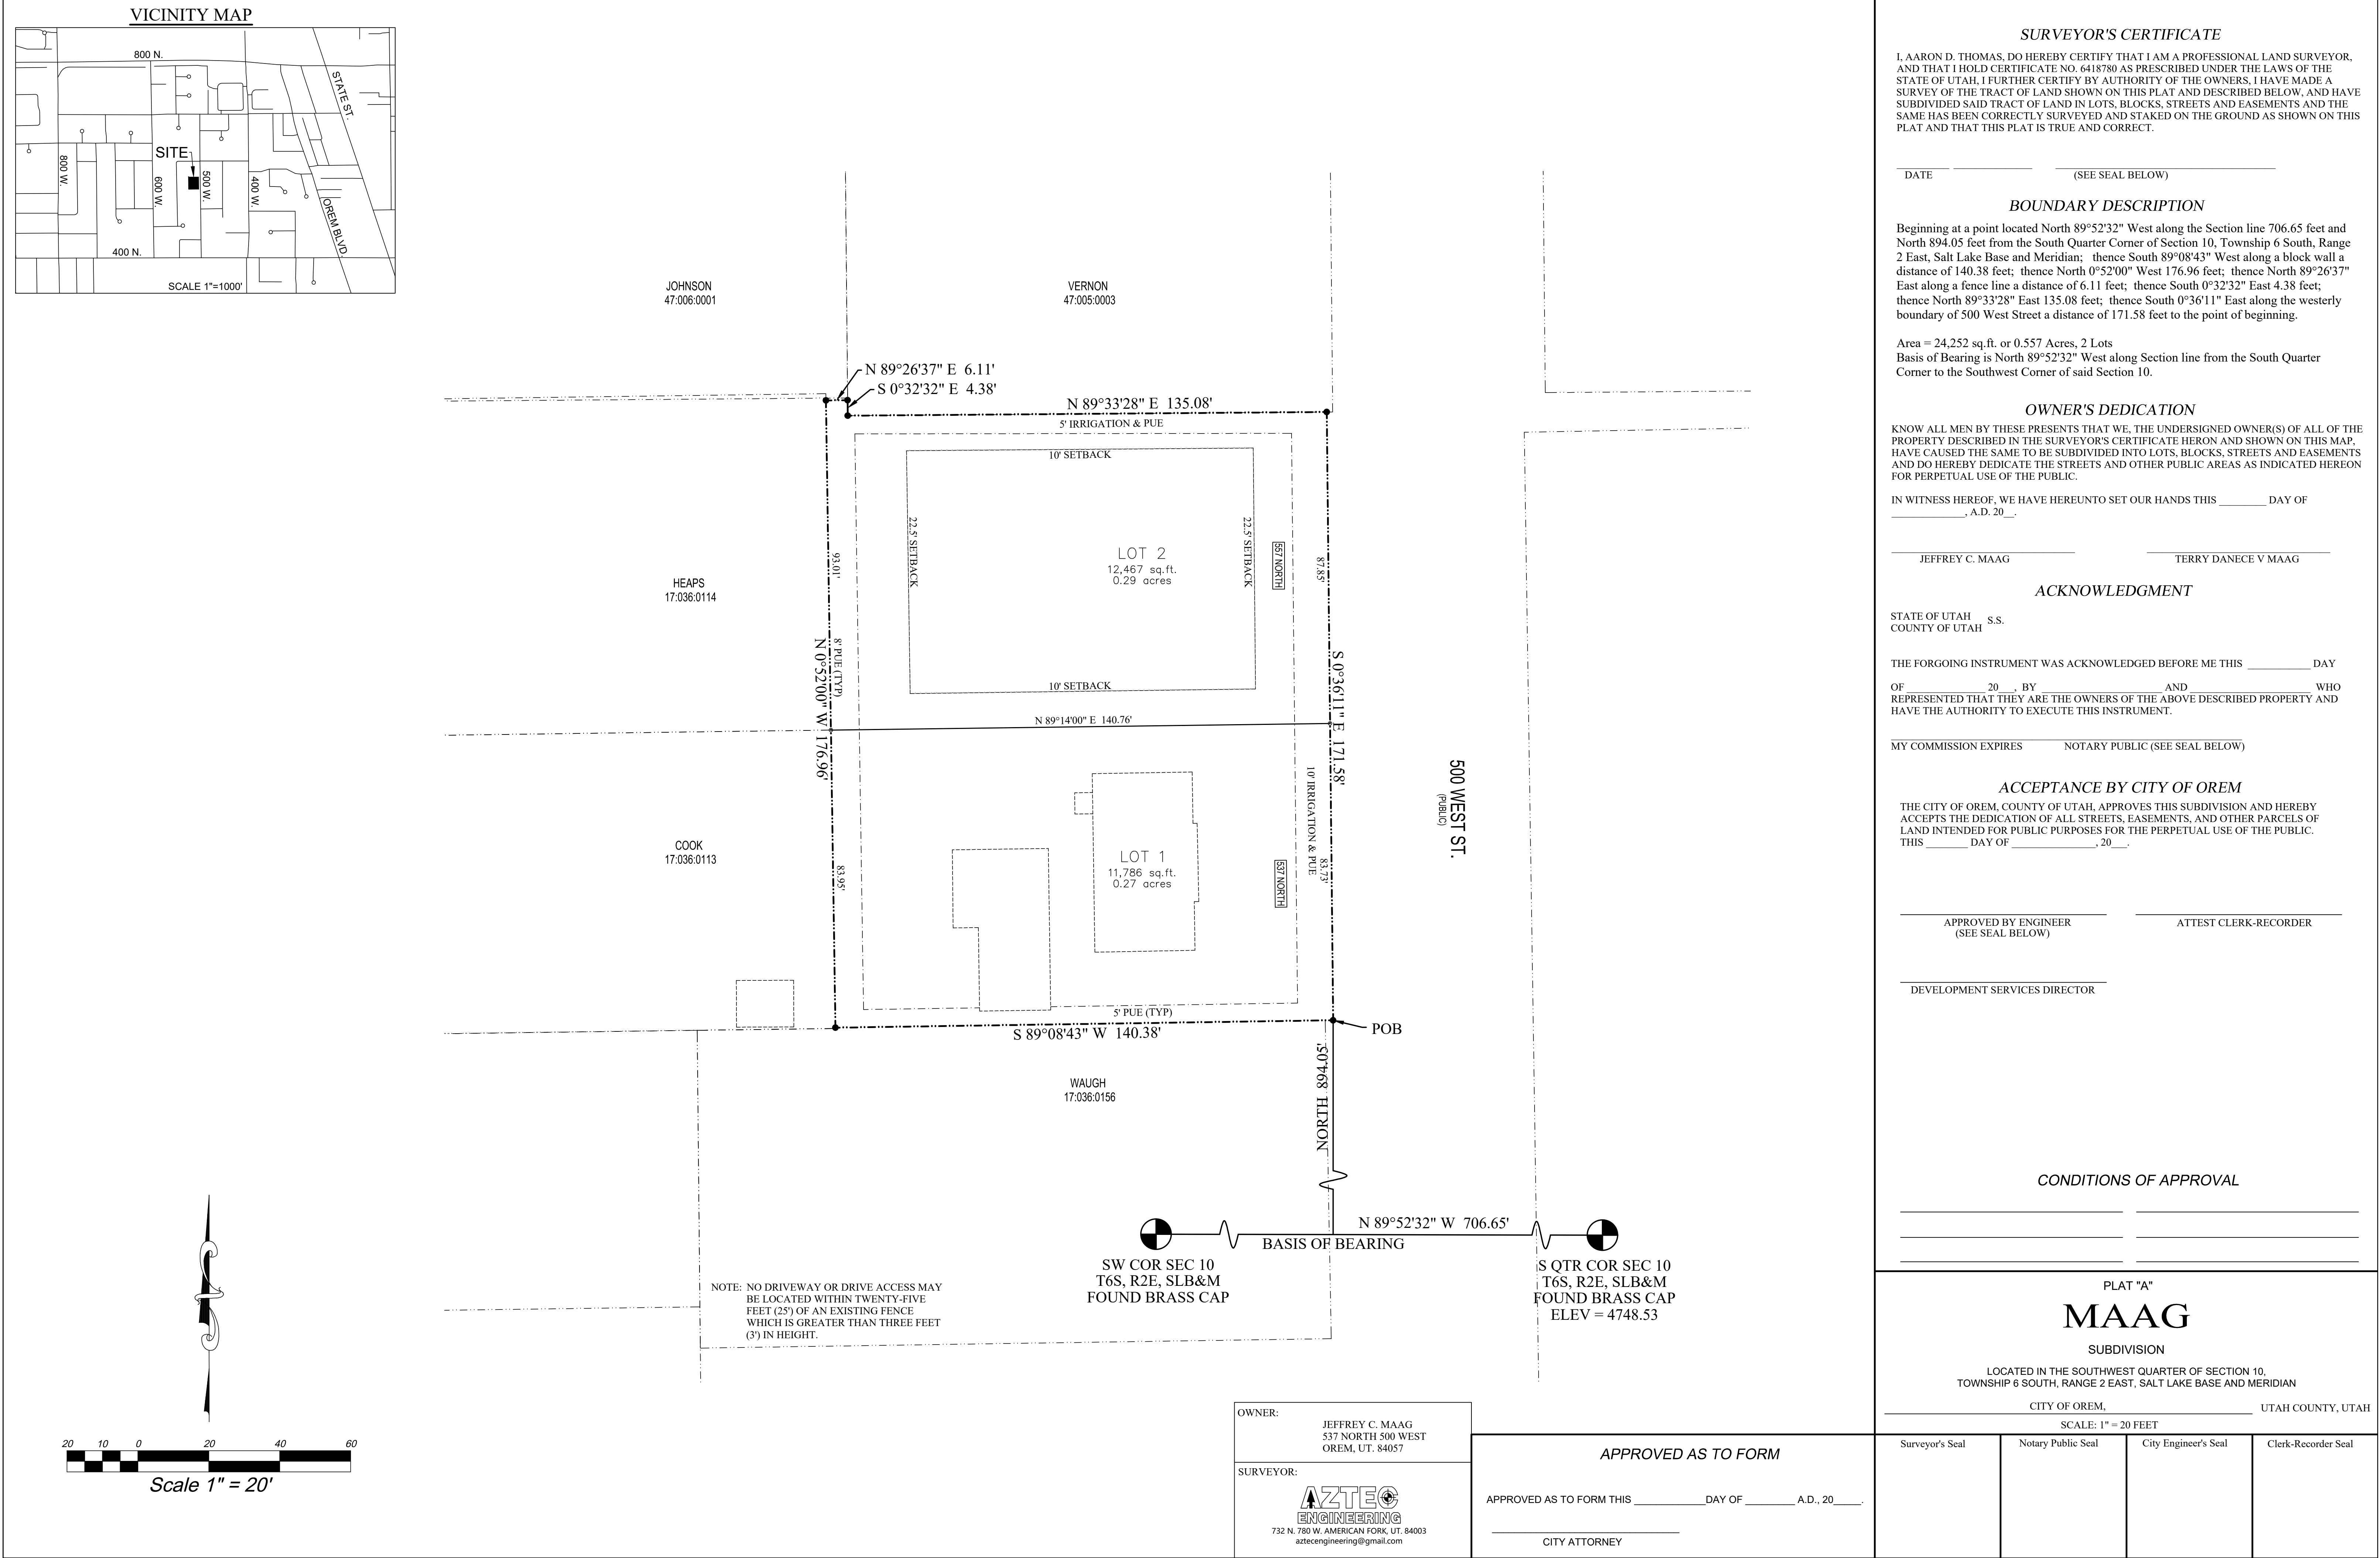 VICINITY MAP
800 N.
STATE ST.
SITE
800 W.
600 W.
500 W.
400 W.
OREM BLVD.
400 N.
SCALE 1"=1000'
JOHNSON
47:006:0001
VERNON
47:005:0003
N 89°26'37" E 6.11'
S 0°32'32" E 4.38'
N 89°33'28" E 135.08'
5' IRRIGATION & PUE
10' SETBACK
22.5' SETBACK
22.5' SETBACK
557 NORTH
87.85'
93.01'
LOT 2
12,467 sq.ft.
0.29 acres
HEAPS
17:036:0114
8' PUE (TYP)
N 0°52'00" W 176.96'
S 0°36'11" E 171.58'
10' SETBACK
N 89°14'00" E 140.76'
10' IRRIGATION & PUE
500 WEST ST.
(PUBLIC)
COOK
17:036:0113
83.95'
LOT 1
11,786 sq.ft.
0.27 acres
537 NORTH
83.73'
5' PUE (TYP)
S 89°08'43" W 140.38'
POB
WAUGH
17:036:0156
NORTH 894.05'
N 89°52'32" W 706.65'
BASIS OF BEARING
SW COR SEC 10
T6S, R2E, SLB&M
FOUND BRASS CAP
S QTR COR SEC 10
T6S, R2E, SLB&M
FOUND BRASS CAP
ELEV = 4748.53
NOTE: NO DRIVEWAY OR DRIVE ACCESS MAY
BE LOCATED WITHIN TWENTY-FIVE
FEET (25') OF AN EXISTING FENCE
WHICH IS GREATER THAN THREE FEET
(3') IN HEIGHT.
20 10 0 20 40 60
Scale 1" = 20'
OWNER:
JEFFREY C. MAAG
537 NORTH 500 WEST
OREM, UT. 84057
SURVEYOR:
AZTEC
ENGINEERING
732 N. 780 W. AMERICAN FORK, UT. 84003
aztecengineering@gmail.com
APPROVED AS TO FORM
APPROVED AS TO FORM THIS ____________DAY OF ________ A.D., 20_____.
CITY ATTORNEY
SURVEYOR'S CERTIFICATE
I, AARON D. THOMAS, DO HEREBY CERTIFY THAT I AM A PROFESSIONAL LAND SURVEYOR,
AND THAT I HOLD CERTIFICATE NO. 6418780 AS PRESCRIBED UNDER THE LAWS OF THE
STATE OF UTAH, I FURTHER CERTIFY BY AUTHORITY OF THE OWNERS, I HAVE MADE A
SURVEY OF THE TRACT OF LAND SHOWN ON THIS PLAT AND DESCRIBED BELOW, AND HAVE
SUBDIVIDED SAID TRACT OF LAND IN LOTS, BLOCKS, STREETS AND EASEMENTS AND THE
SAME HAS BEEN CORRECTLY SURVEYED AND STAKED ON THE GROUND AS SHOWN ON THIS
PLAT AND THAT THIS PLAT IS TRUE AND CORRECT.
DATE (SEE SEAL BELOW)
BOUNDARY DESCRIPTION
Beginning at a point located North 89°52'32" West along the Section line 706.65 feet and
North 894.05 feet from the South Quarter Corner of Section 10, Township 6 South, Range
2 East, Salt Lake Base and Meridian; thence South 89°08'43" West along a block wall a
distance of 140.38 feet; thence North 0°52'00" West 176.96 feet; thence North 89°26'37"
East along a fence line a distance of 6.11 feet; thence South 0°32'32" East 4.38 feet;
thence North 89°33'28" East 135.08 feet; thence South 0°36'11" East along the westerly
boundary of 500 West Street a distance of 171.58 feet to the point of beginning.
Area = 24,252 sq.ft. or 0.557 Acres, 2 Lots
Basis of Bearing is North 89°52'32" West along Section line from the South Quarter
Corner to the Southwest Corner of said Section 10.
OWNER'S DEDICATION
KNOW ALL MEN BY THESE PRESENTS THAT WE, THE UNDERSIGNED OWNER(S) OF ALL OF THE
PROPERTY DESCRIBED IN THE SURVEYOR'S CERTIFICATE HERON AND SHOWN ON THIS MAP,
HAVE CAUSED THE SAME TO BE SUBDIVIDED INTO LOTS, BLOCKS, STREETS AND EASEMENTS
AND DO HEREBY DEDICATE THE STREETS AND OTHER PUBLIC AREAS AS INDICATED HEREON
FOR PERPETUAL USE OF THE PUBLIC.
IN WITNESS HEREOF, WE HAVE HEREUNTO SET OUR HANDS THIS _________ DAY OF
______________, A.D. 20__.
JEFFREY C. MAAG TERRY DANECE V MAAG
ACKNOWLEDGMENT
STATE OF UTAH
COUNTY OF UTAH S.S.
THE FORGOING INSTRUMENT WAS ACKNOWLEDGED BEFORE ME THIS ____________ DAY
OF _______________ 20___, BY _______________________ AND _______________________ WHO
REPRESENTED THAT THEY ARE THE OWNERS OF THE ABOVE DESCRIBED PROPERTY AND
HAVE THE AUTHORITY TO EXECUTE THIS INSTRUMENT.
MY COMMISSION EXPIRES NOTARY PUBLIC (SEE SEAL BELOW)
ACCEPTANCE BY CITY OF OREM
THE CITY OF OREM, COUNTY OF UTAH, APPROVES THIS SUBDIVISION AND HEREBY
ACCEPTS THE DEDICATION OF ALL STREETS, EASEMENTS, AND OTHER PARCELS OF
LAND INTENDED FOR PUBLIC PURPOSES FOR THE PERPETUAL USE OF THE PUBLIC.
THIS ________ DAY OF ________________, 20___.
APPROVED BY ENGINEER ATTEST CLERK-RECORDER
(SEE SEAL BELOW)
DEVELOPMENT SERVICES DIRECTOR
CONDITIONS OF APPROVAL
PLAT "A"
MAAG
SUBDIVISION
LOCATED IN THE SOUTHWEST QUARTER OF SECTION 10,
TOWNSHIP 6 SOUTH, RANGE 2 EAST, SALT LAKE BASE AND MERIDIAN
CITY OF OREM, UTAH COUNTY, UTAH
SCALE: 1" = 20 FEET
Surveyor's Seal Notary Public Seal City Engineer's Seal Clerk-Recorder Seal